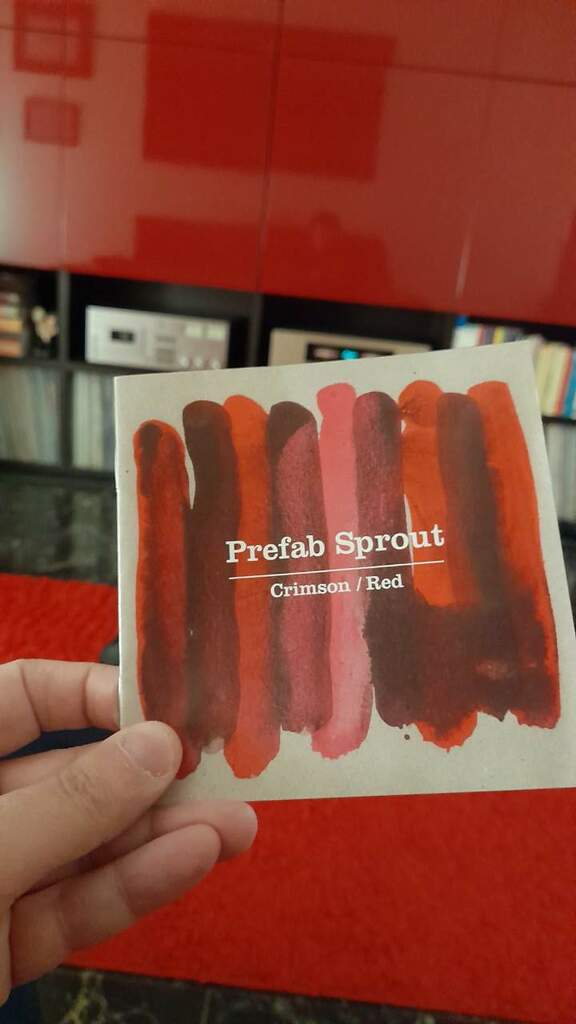 Prefab Sprout
Crimson / Red